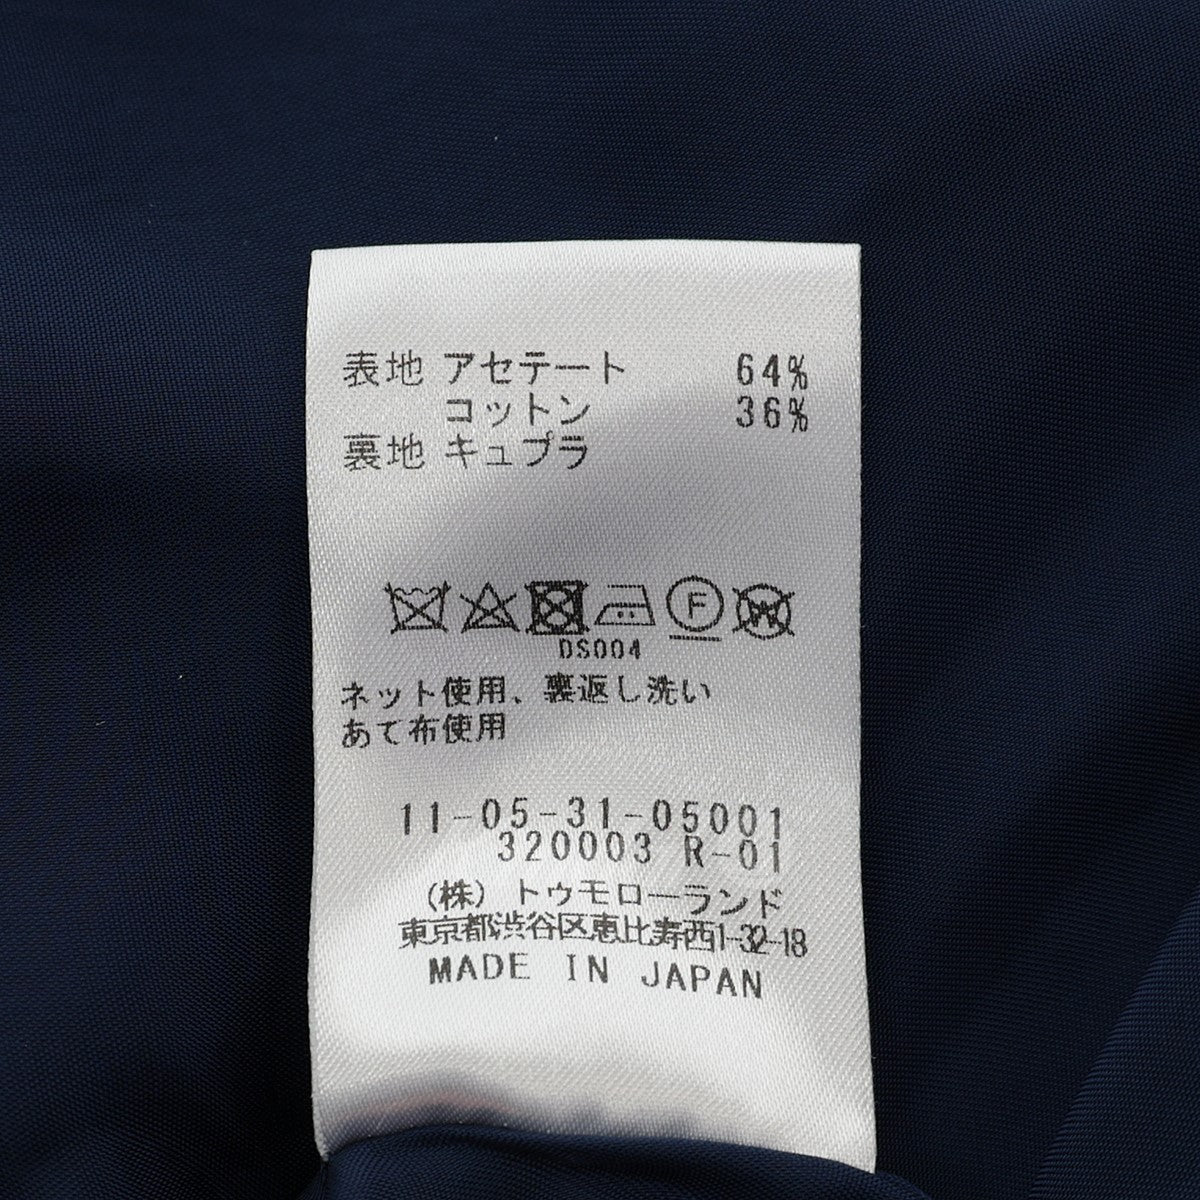 表地 アセテート 64%
コットン 36%
裏地 キュプラ
F W
DS004
ネット使用、裏返し洗い
あて布使用
11-05-31-05001
320003 R-01
(株)トゥモローランド
東京都渋谷区恵比寿西1-32-18
MADE IN JAPAN